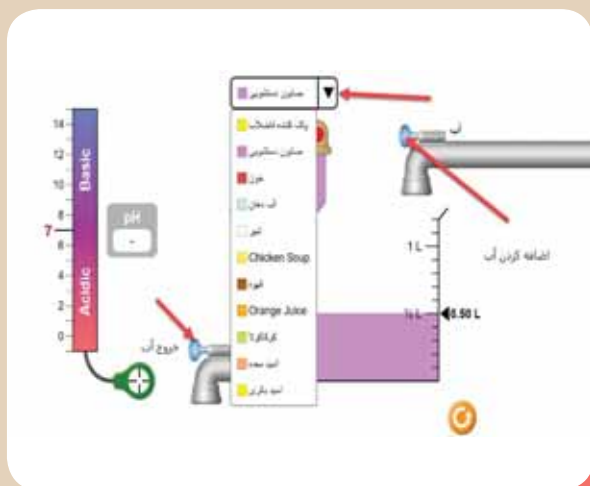 صابون دستشویی
14
12
10
8
7
6
4
2
0
Basic
Acidic
pH
-
پاک کننده فاضلاب
صابون دستشویی
خون
آب دهان
شیر
Chicken Soup
قهوه
Orange Juice
اسید معده
اسید باتری
آب
اضافه کردن آب
خروج آب
1 L
½ L
0.50 L